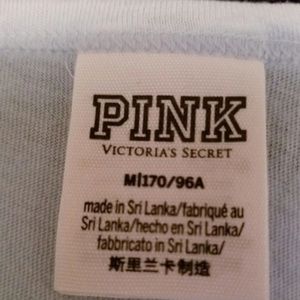 PINK
VICTORIA'S SECRET
M|170/96A
made in Sri Lanka/fabriqué au
Sri Lanka/hecho en Sri Lanka/
fabbricato in Sri Lanka/
斯里兰卡制造